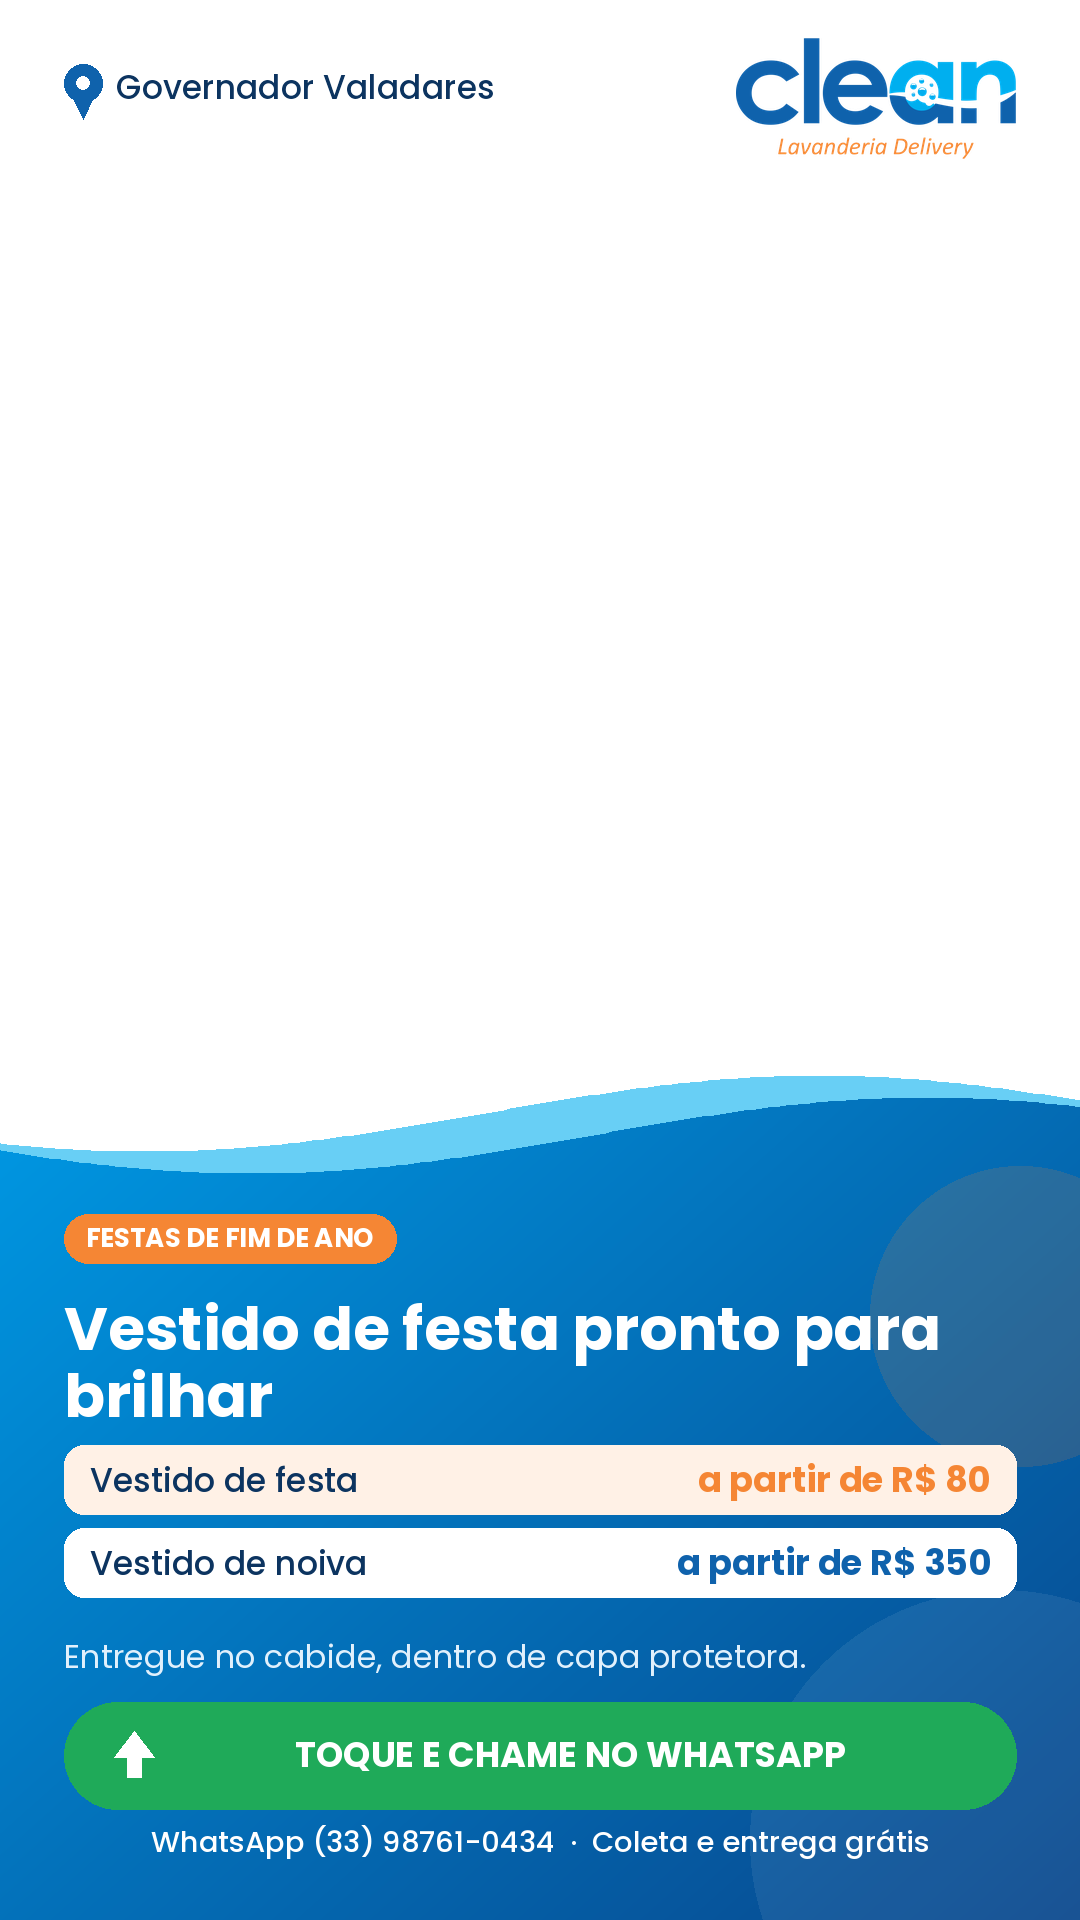 Governador Valadares
clean
Lavanderia Delivery
FESTAS DE FIM DE ANO
Vestido de festa pronto para
brilhar
Vestido de festa a partir de R$ 80
Vestido de noiva a partir de R$ 350
Entregue no cabide, dentro de capa protetora.
TOQUE E CHAME NO WHATSAPP
WhatsApp (33) 98761-0434 · Coleta e entrega grátis